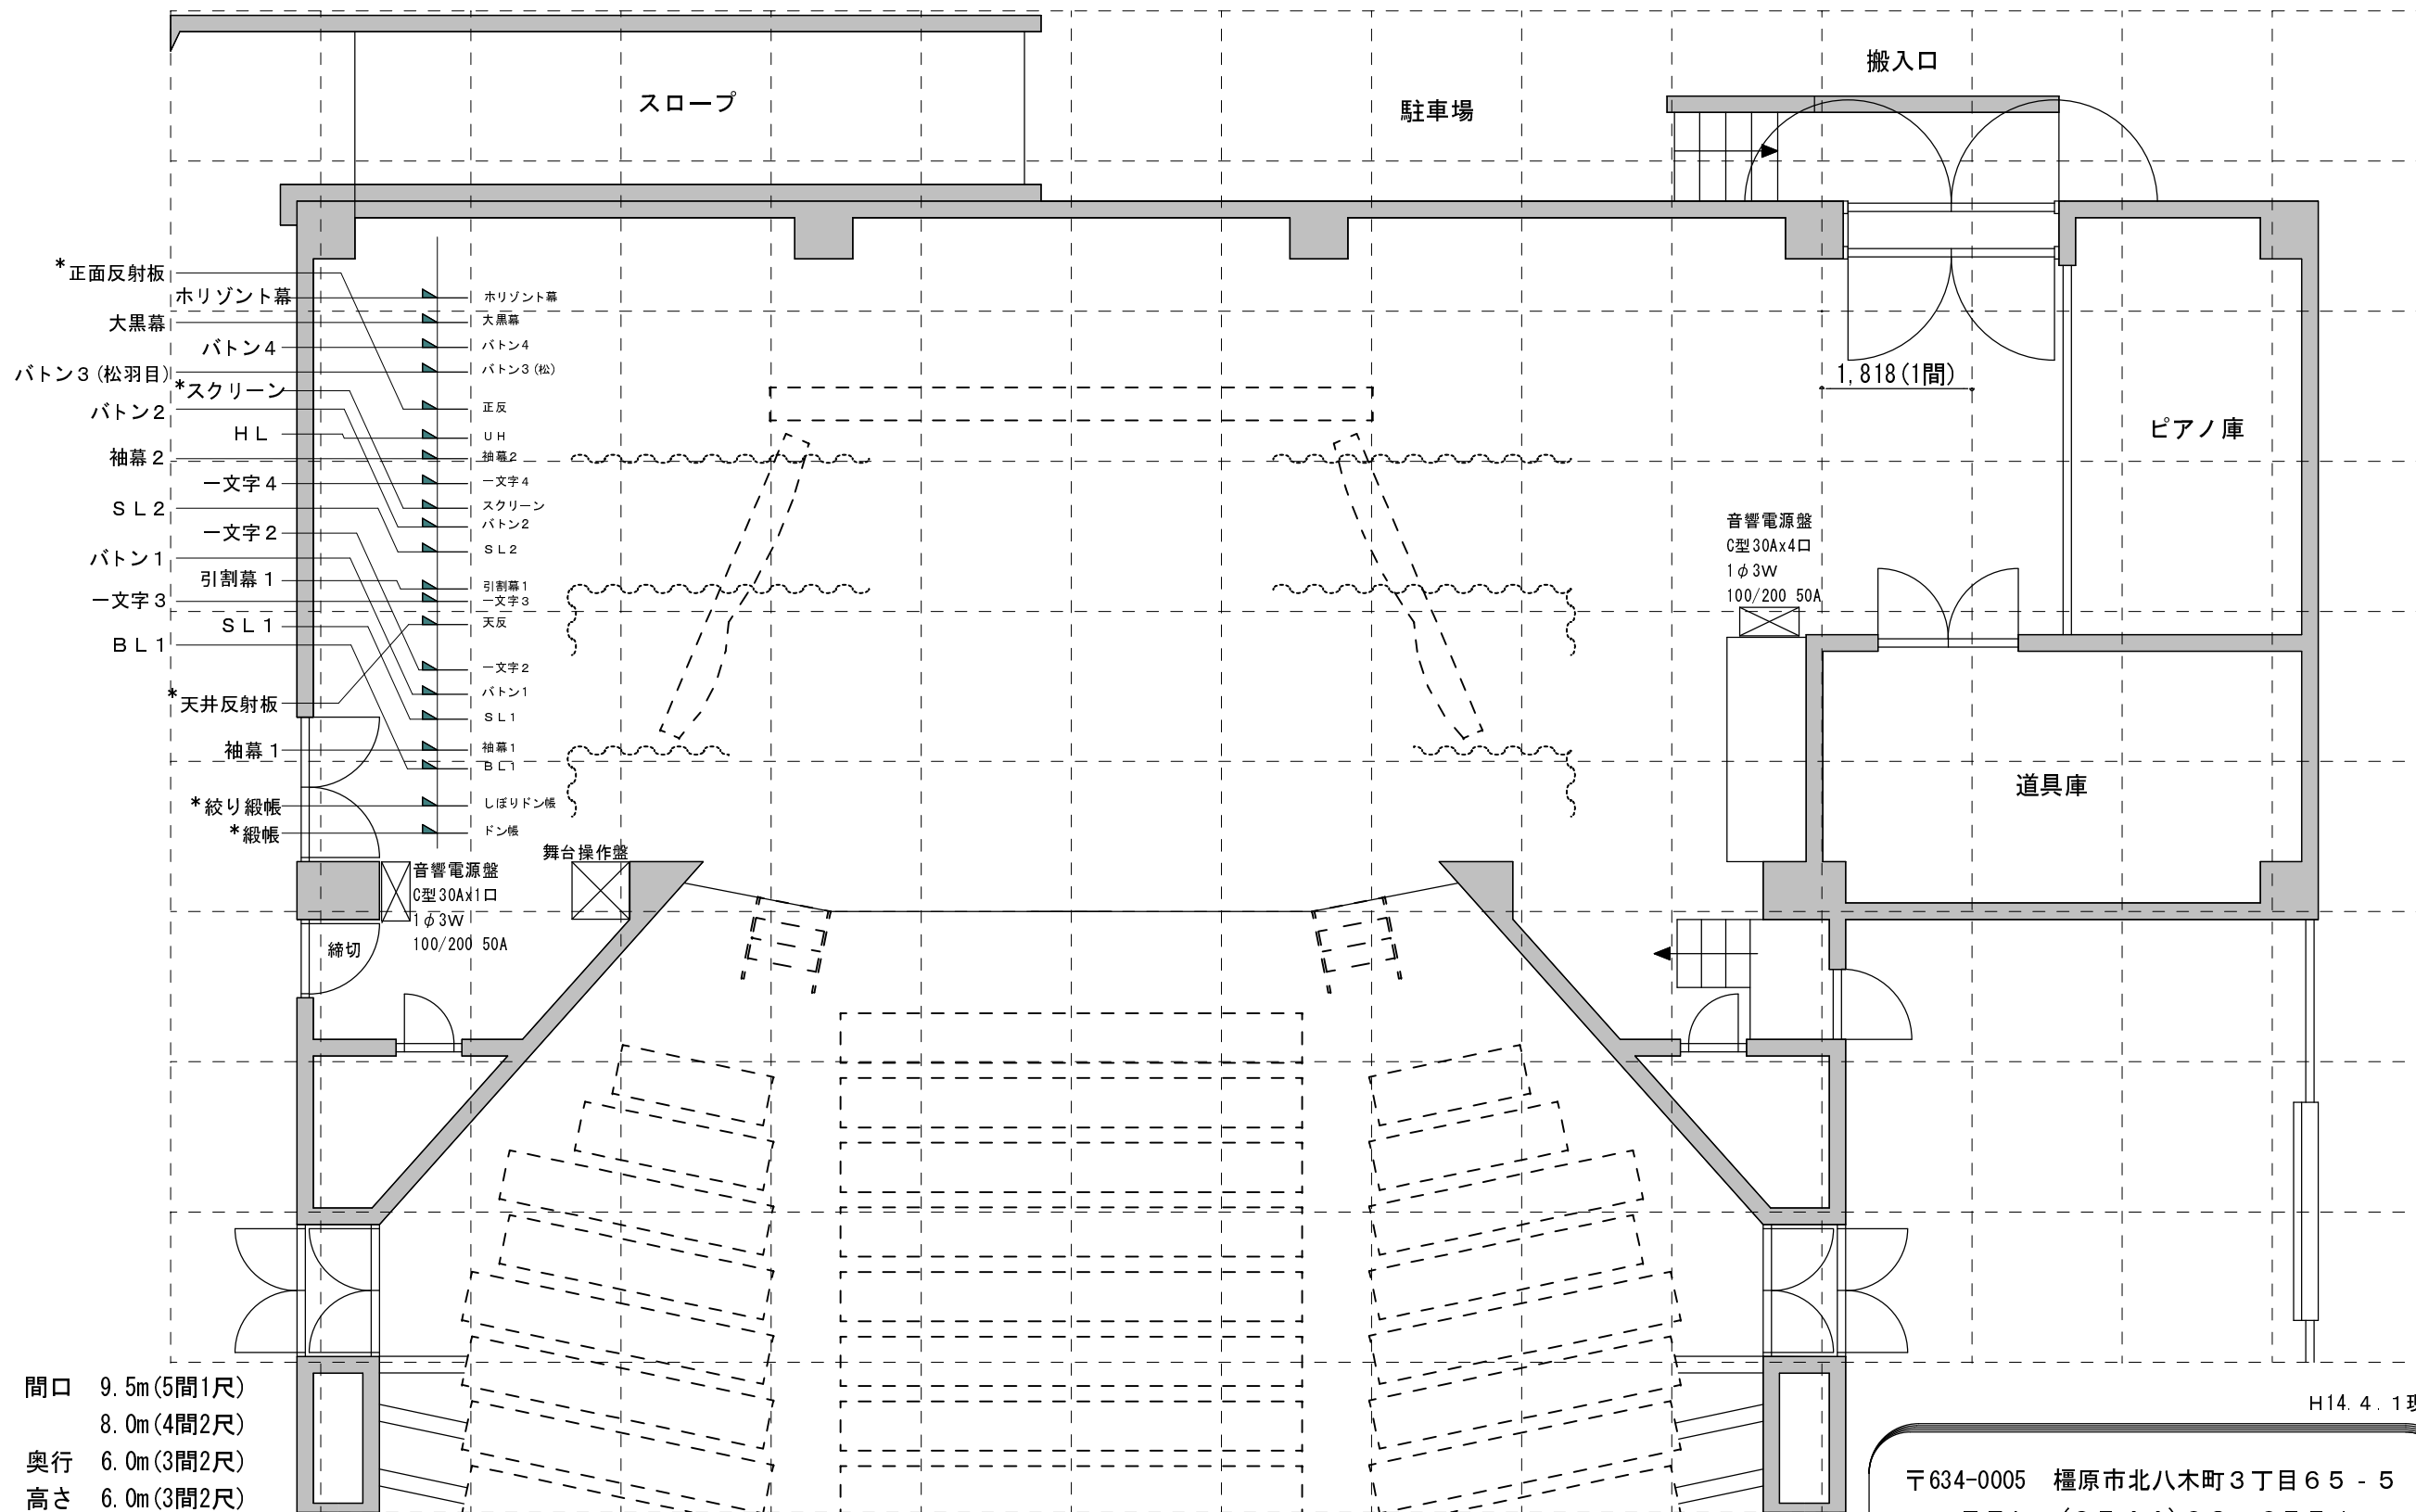 搬入口
スロープ
駐車場
*正面反射板
ホリゾント幕
大黒幕
バトン４
バトン３(松羽目)
*スクリーン
バトン２
ＨＬ
袖幕２
一文字４
ＳＬ２
一文字２
バトン１
引割幕１
一文字３
ＳＬ１
ＢＬ１
*天井反射板
袖幕１
*絞り緞帳
*緞帳
ホリゾント幕
大黒幕
バトン4
バトン3(松)
正反
ＵＨ
袖幕2
一文字4
スクリーン
バトン2
ＳＬ2
引割幕1
一文字3
天反
一文字2
バトン1
ＳＬ1
袖幕1
ＢＬ1
しぼりドン帳
ドン帳
1,818(1間)
ピアノ庫
音響電源盤
C型30Ax4口
1φ3W
100/200 50A
道具庫
舞台操作盤
音響電源盤
C型30Ax1口
1φ3W
100/200 50A
締切
間口 9.5m(5間1尺)
8.0m(4間2尺)
奥行 6.0m(3間2尺)
高さ 6.0m(3間2尺)
H14.４.１
〒634-0005 橿原市北八木町３丁目６５-５